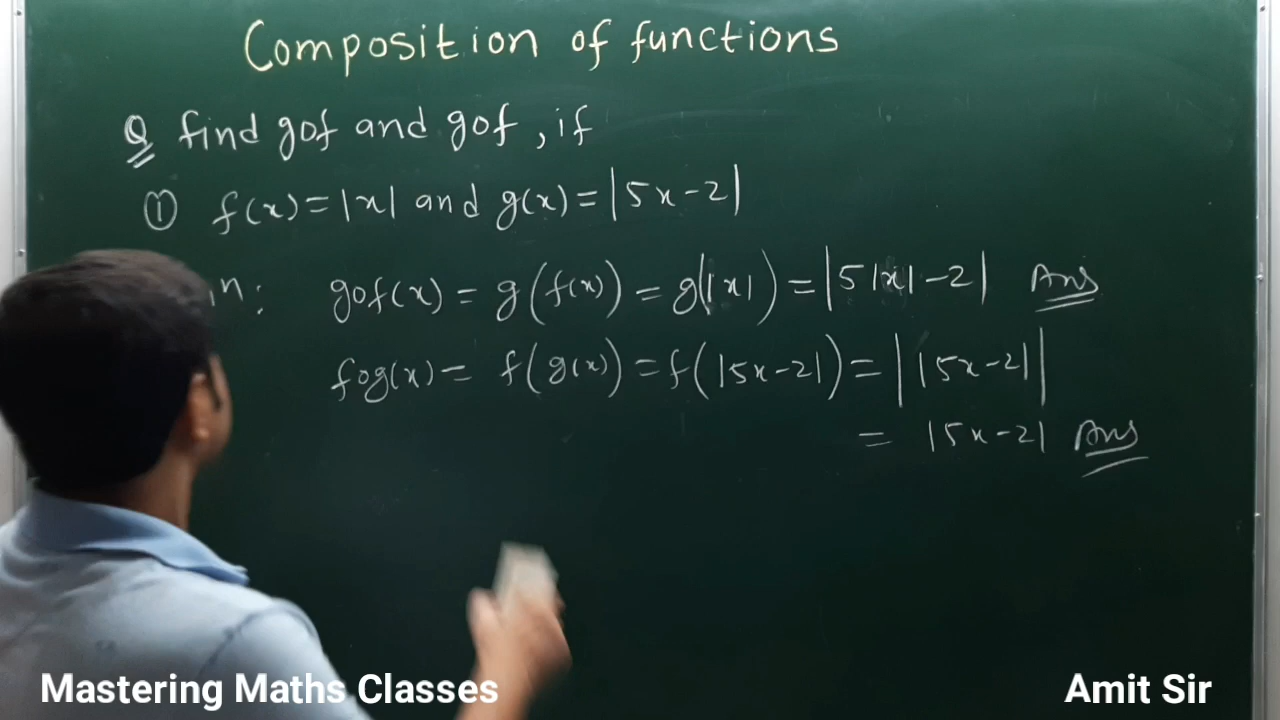 Composition of functions
Q find gof and gof, if
① f(x)=|x| and g(x)=|5x-2|
gof(x) = g(f(x)) = g(|x|) = |5|x|-2| Ans
fog(x) = f(g(x)) = f(|5x-2|) = ||5x-2||
= |5x-2| Ans
Mastering Maths Classes
Amit Sir